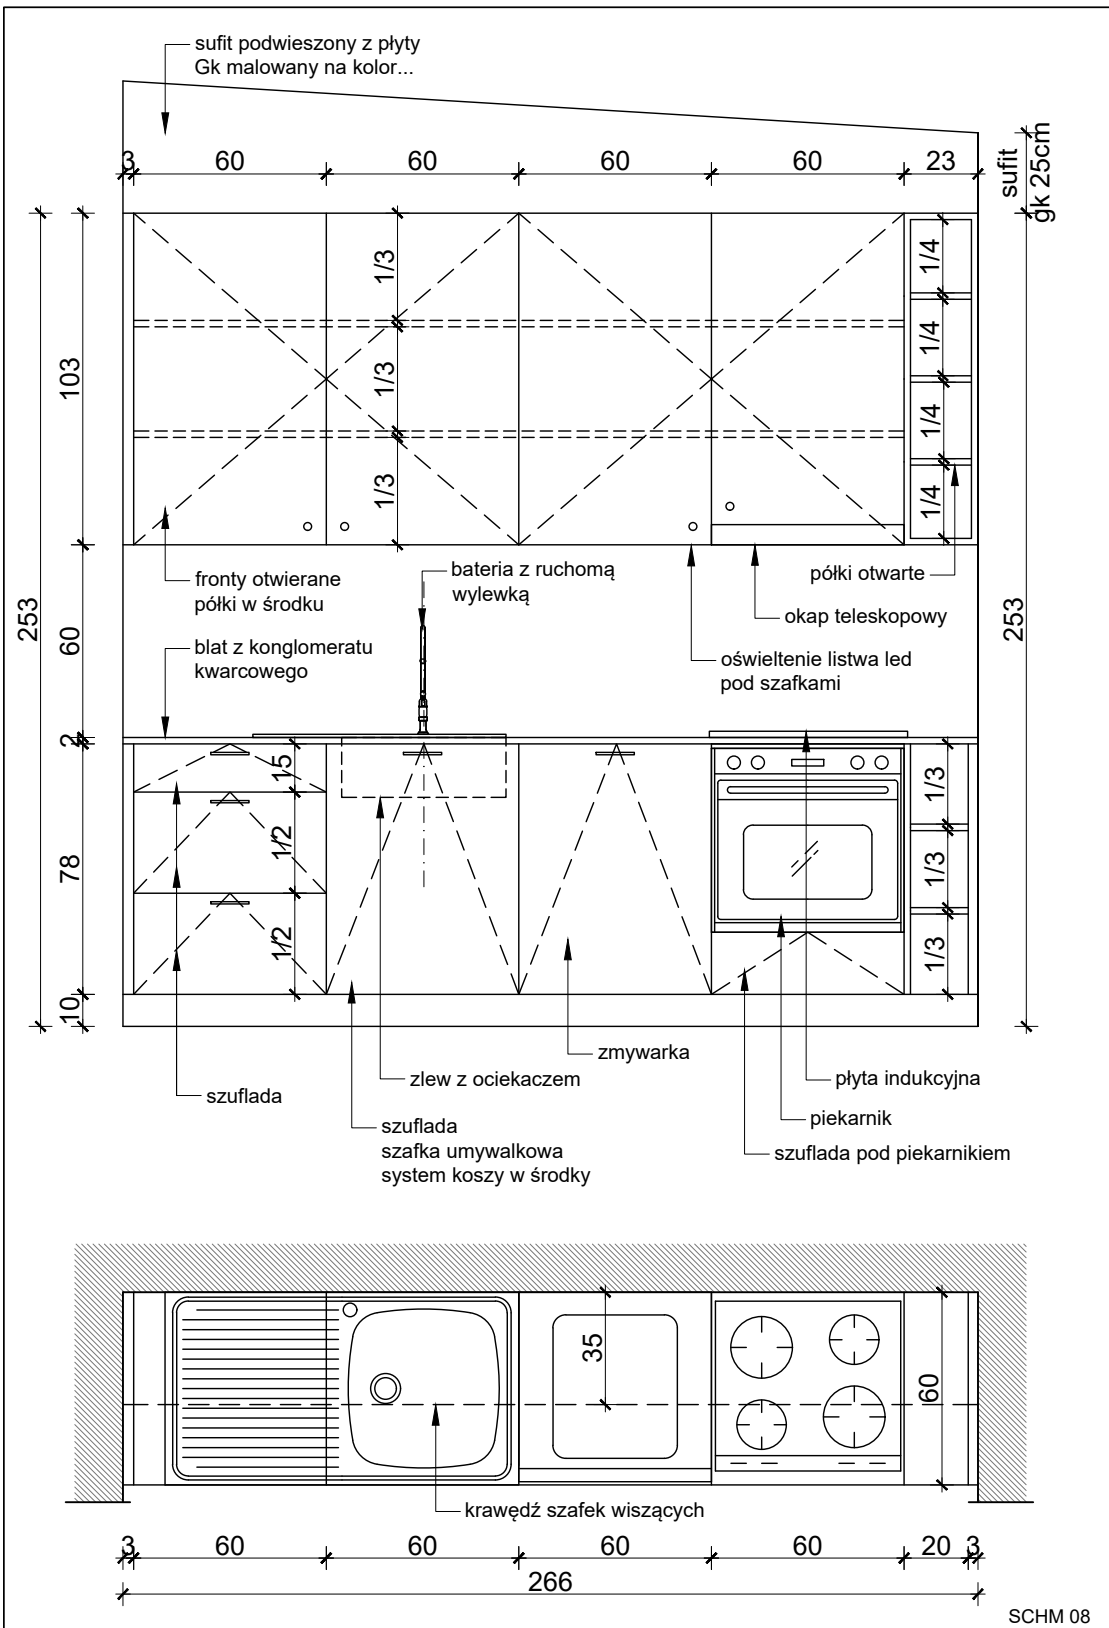 sufit podwieszony z płyty
Gk malowany na kolor...
3 60 60 60 60 23
sufit
gk 25cm
1/3
1/3
1/3
1/4
1/4
1/4
1/4
103
253
60
2
78
10
253
fronty otwierane
półki w środku
bateria z ruchomą
wylewką
półki otwarte
okap teleskopowy
blat z konglomeratu
kwarcowego
oświeltenie listwa led
pod szafkami
15
1/2
1/2
1/3
1/3
1/3
zmywarka
zlew z ociekaczem
płyta indukcyjna
szuflada
piekarnik
szuflada
szafka umywalkowa
system koszy w środky
szuflada pod piekarnikiem
35
60
krawędź szafek wiszących
3 60 60 60 60 20 3
266
SCHM 08